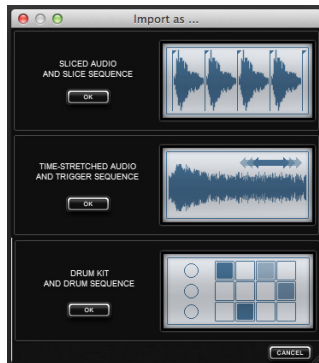 Import as ...
SLICED AUDIO
AND SLICE SEQUENCE
OK
TIME-STRETCHED AUDIO
AND TRIGGER SEQUENCE
OK
DRUM KIT
AND DRUM SEQUENCE
OK
CANCEL